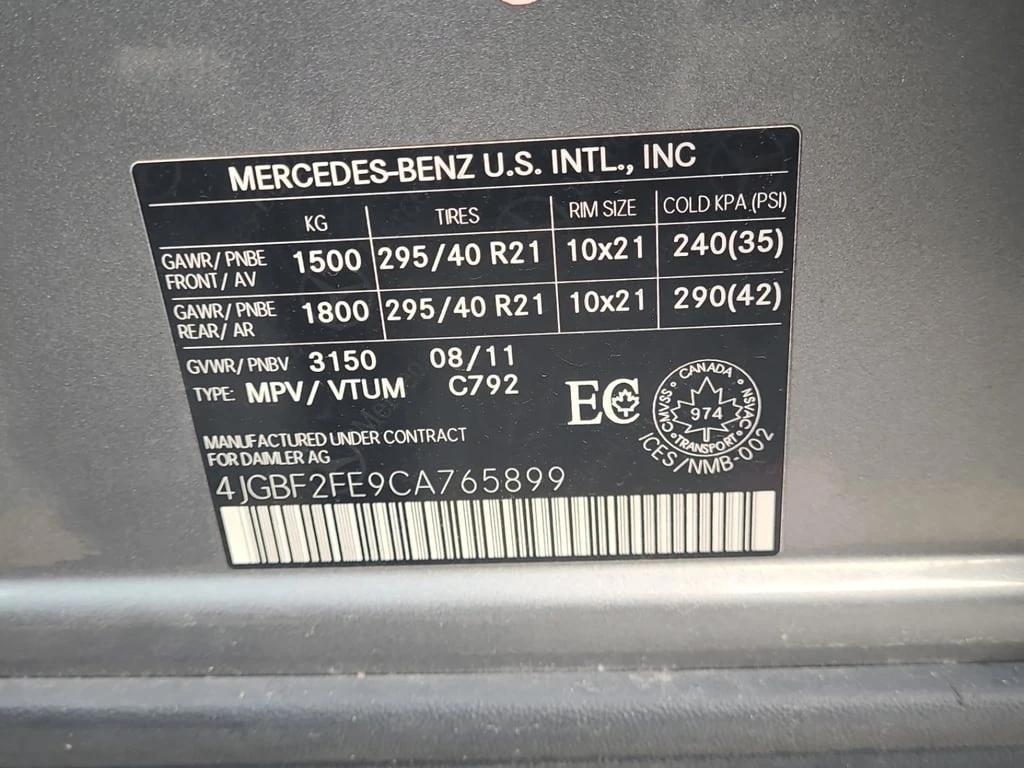 MERCEDES-BENZ U.S. INTL., INC
KG TIRES RIM SIZE COLD KPA.(PSI)
GAWR/PNBE FRONT/AV 1500 295/40 R21 10x21 240(35)
GAWR/PNBE REAR/AR 1800 295/40 R21 10x21 290(42)
GVWR/PNBV 3150 08/11
TYPE: MPV/VTUM C792
EC
CANADA
CMVSS NSVAC
974
TRANSPORT
ICES/NMB-002
MANUFACTURED UNDER CONTRACT
FOR DAIMLER AG
4JGBF2FE9CA765899